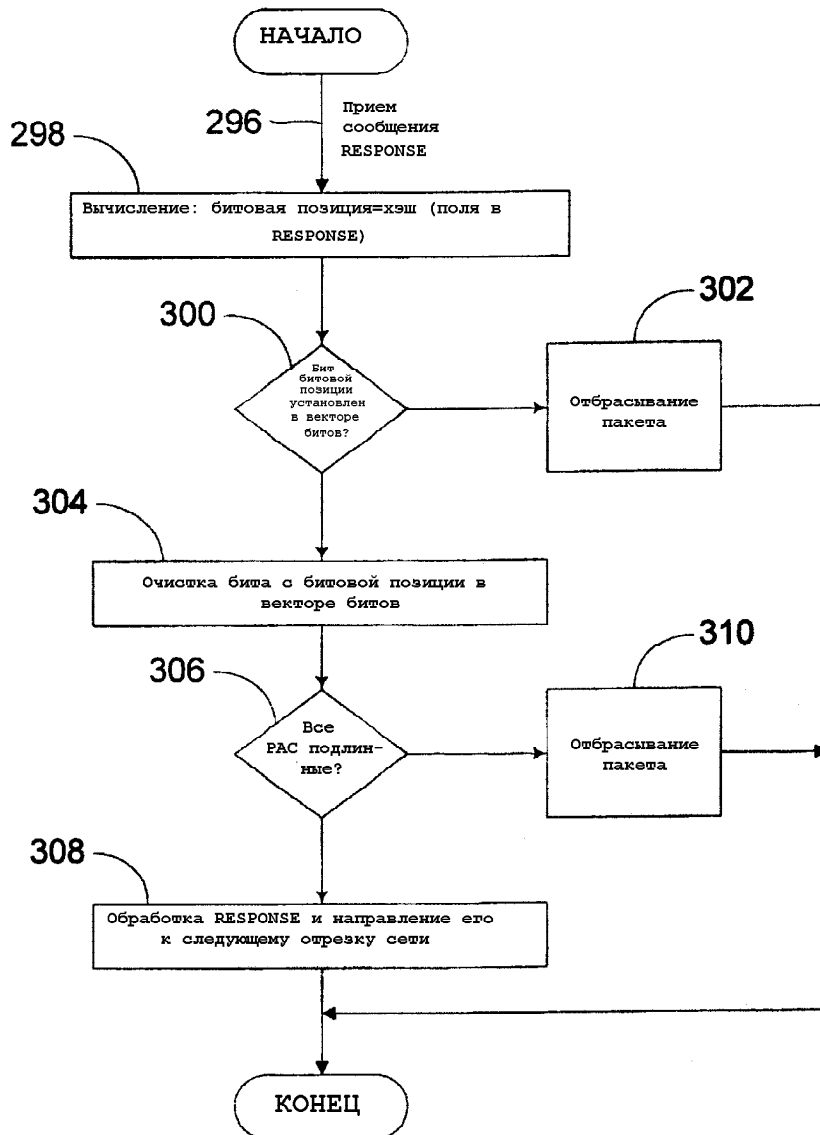 НАЧАЛО
296
Прием
сообщения
RESPONSE
298
Вычисление: битовая позиция=хэш (поля в
RESPONSE)
300
Бит
битовой
позиции
установлен
в векторе
битов?
302
Отбрасывание
пакета
304
Очистка бита с битовой позиции в
векторе битов
306
Все
PAC подлин-
ные?
310
Отбрасывание
пакета
308
Обработка RESPONSE и направление его
к следующему отрезку сети
КОНЕЦ